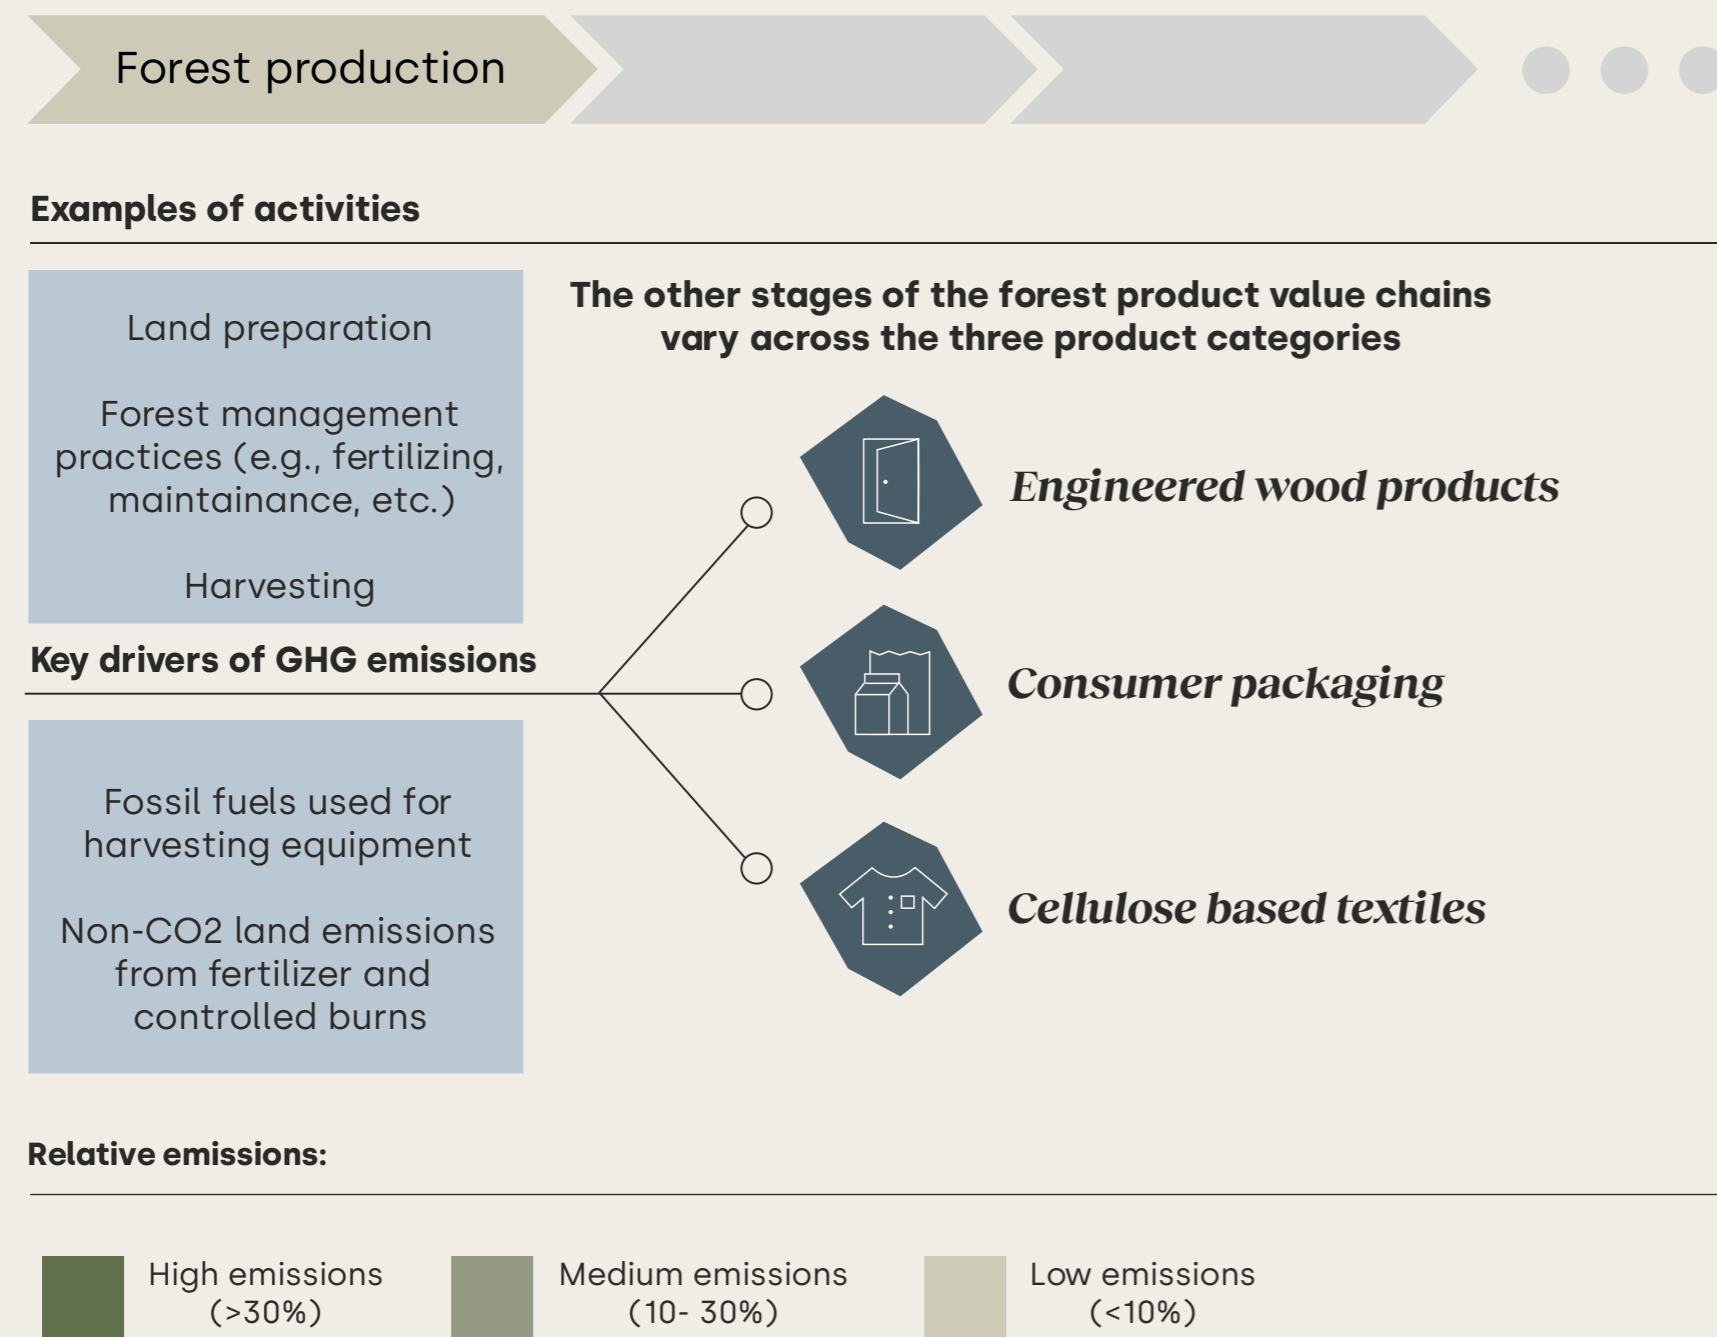 Forest production
Examples of activities
Land preparation
Forest management
practices (e.g., fertilizing,
maintainance, etc.)
Harvesting
The other stages of the forest product value chains
vary across the three product categories
Engineered wood products
Consumer packaging
Cellulose based textiles
Key drivers of GHG emissions
Fossil fuels used for
harvesting equipment
Non-CO2 land emissions
from fertilizer and
controlled burns
Relative emissions:
High emissions
(>30%)
Medium emissions
(10- 30%)
Low emissions
(<10%)